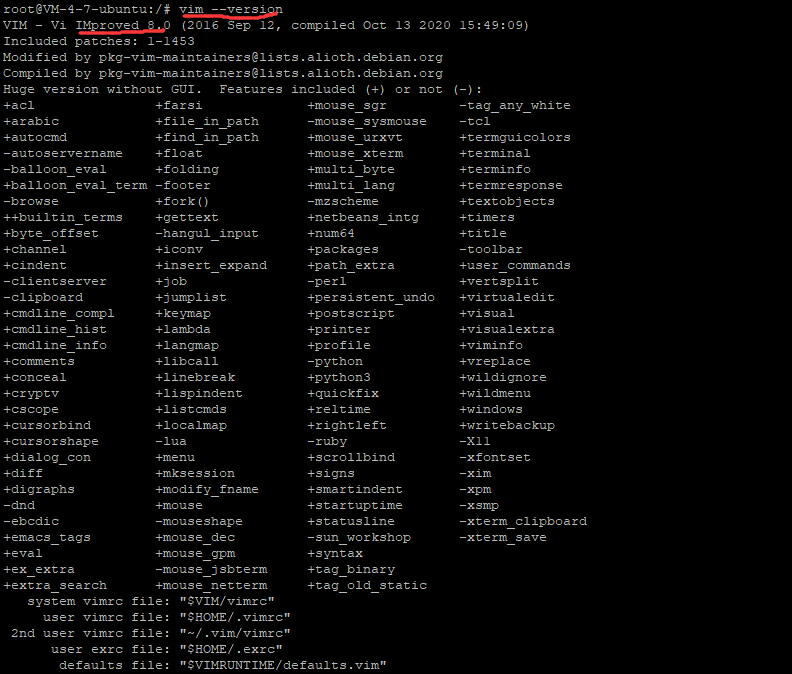 root@VM-4-7-ubuntu:/# vim --version
VIM - Vi IMproved 8.0 (2016 Sep 12, compiled Oct 13 2020 15:49:09)
Included patches: 1-1453
Modified by pkg-vim-maintainers@lists.alioth.debian.org
Compiled by pkg-vim-maintainers@lists.alioth.debian.org
Huge version without GUI.  Features included (+) or not (-):
+acl               +farsi             +mouse_sgr         -tag_any_white
+arabic            +file_in_path      -mouse_sysmouse    -tcl
+autocmd           +find_in_path      +mouse_urxvt       +termguicolors
-autoservername    +float             +mouse_xterm       +terminal
-balloon_eval      +folding           +multi_byte        +terminfo
+balloon_eval_term -footer            +multi_lang        +termresponse
-browse            +fork()            -mzscheme          +textobjects
++builtin_terms    +gettext           +netbeans_intg     +timers
+byte_offset       -hangul_input      +num64             +title
+channel           +iconv             +packages          -toolbar
+cindent           +insert_expand     +path_extra        +user_commands
-clientserver      +job               -perl              +vertsplit
-clipboard         +jumplist          +persistent_undo   +virtualedit
+cmdline_compl     +keymap            +postscript        +visual
+cmdline_hist      +lambda            +printer           +visualextra
+cmdline_info      +langmap           +profile           +viminfo
+comments          +libcall           -python            +vreplace
+conceal           +linebreak         +python3           +wildignore
+cryptv            +lispindent        +quickfix          +wildmenu
+cscope            +listcmds          +reltime           +windows
+cursorbind        +localmap          +rightleft         +writebackup
+cursorshape       -lua               -ruby              -X11
+dialog_con        +menu              +scrollbind        -xfontset
+diff              +mksession         +signs             -xim
+digraphs          +modify_fname      +smartindent       -xpm
-dnd               +mouse             +startuptime       -xsmp
-ebcdic            -mouseshape        +statusline        -xterm_clipboard
+emacs_tags        +mouse_dec         -sun_workshop      -xterm_save
+eval              +mouse_gpm         +syntax
+ex_extra          -mouse_jsbterm     +tag_binary
+extra_search      +mouse_netterm     +tag_old_static
   system vimrc file: "$VIM/vimrc"
     user vimrc file: "$HOME/.vimrc"
 2nd user vimrc file: "~/.vim/vimrc"
      user exrc file: "$HOME/.exrc"
       defaults file: "$VIMRUNTIME/defaults.vim"